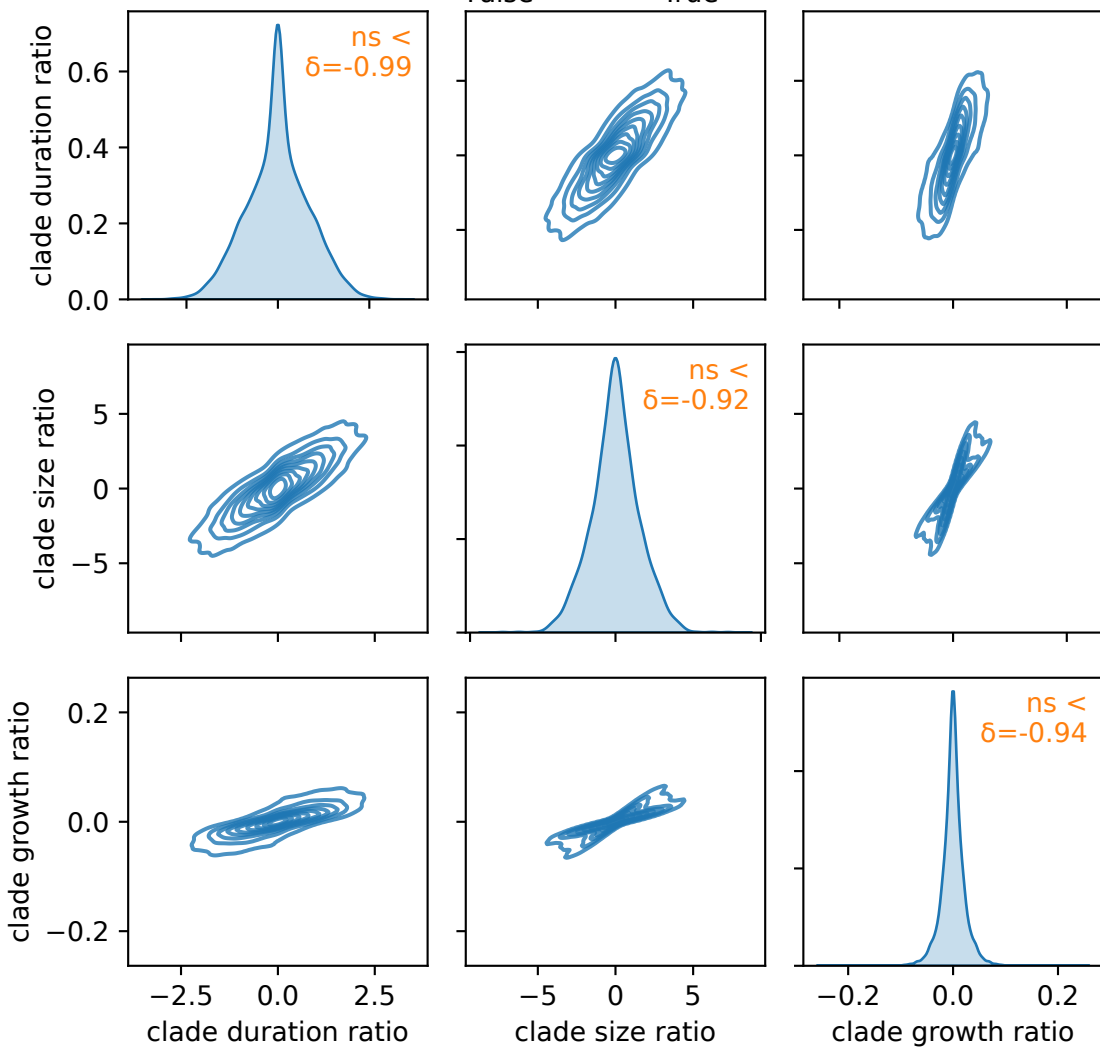 clade duration ratio
0.6
0.4
0.2
0.0
ns <
δ=-0.99
clade size ratio
5
0
−5
ns <
δ=-0.92
clade growth ratio
0.2
0.0
−0.2
ns <
δ=-0.94
−2.5 0.0 2.5
clade duration ratio
−5 0 5
clade size ratio
−0.2 0.0 0.2
clade growth ratio